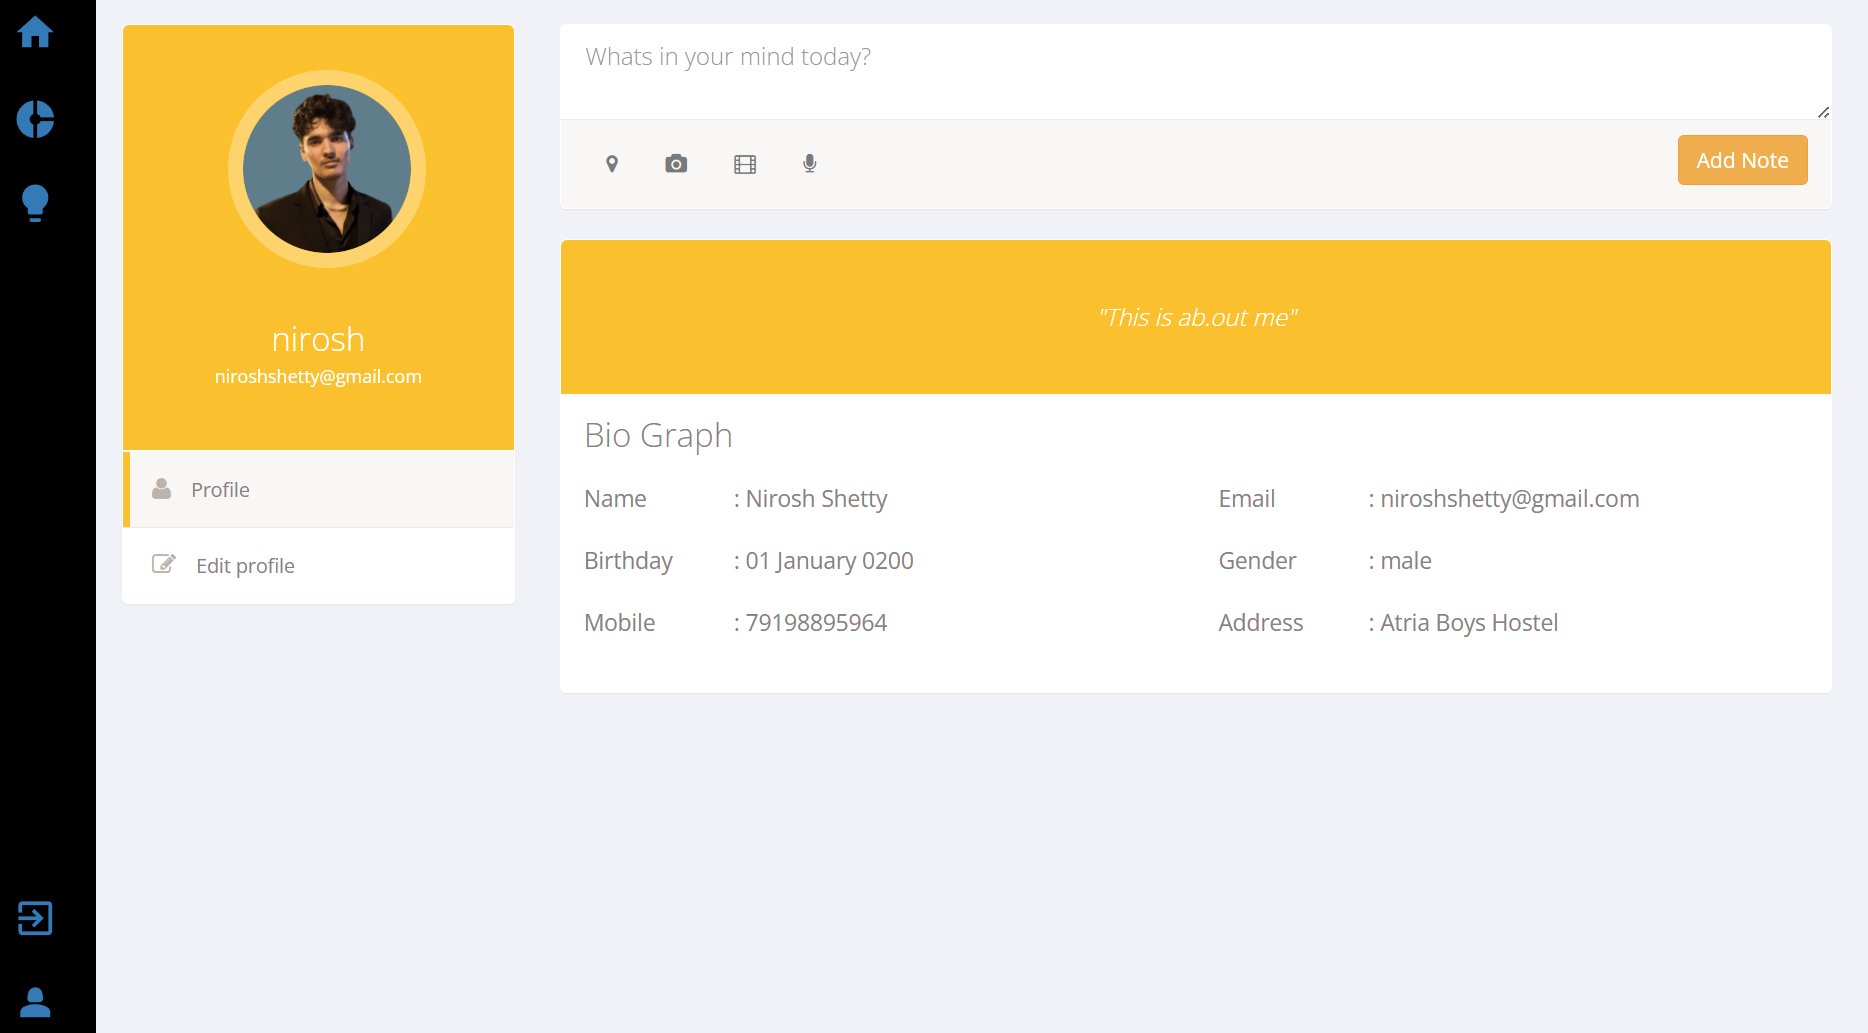 nirosh
niroshshetty@gmail.com
Profile
Edit profile
Whats in your mind today?
Add Note
"This is ab.out me"
Bio Graph
Name : Nirosh Shetty
Email : niroshshetty@gmail.com
Birthday : 01 January 0200
Gender : male
Mobile : 79198895964
Address : Atria Boys Hostel